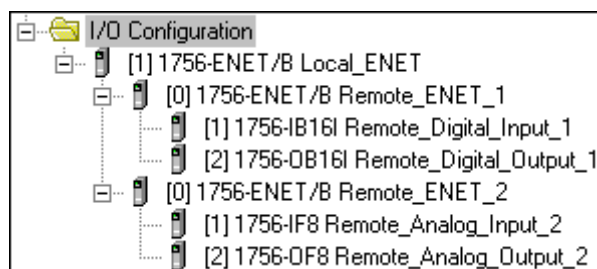 I/O Configuration
[1] 1756-ENET/B Local_ENET
[0] 1756-ENET/B Remote_ENET_1
[1] 1756-IB16I Remote_Digital_Input_1
[2] 1756-OB16I Remote_Digital_Output_1
[0] 1756-ENET/B Remote_ENET_2
[1] 1756-IF8 Remote_Analog_Input_2
[2] 1756-OF8 Remote_Analog_Output_2